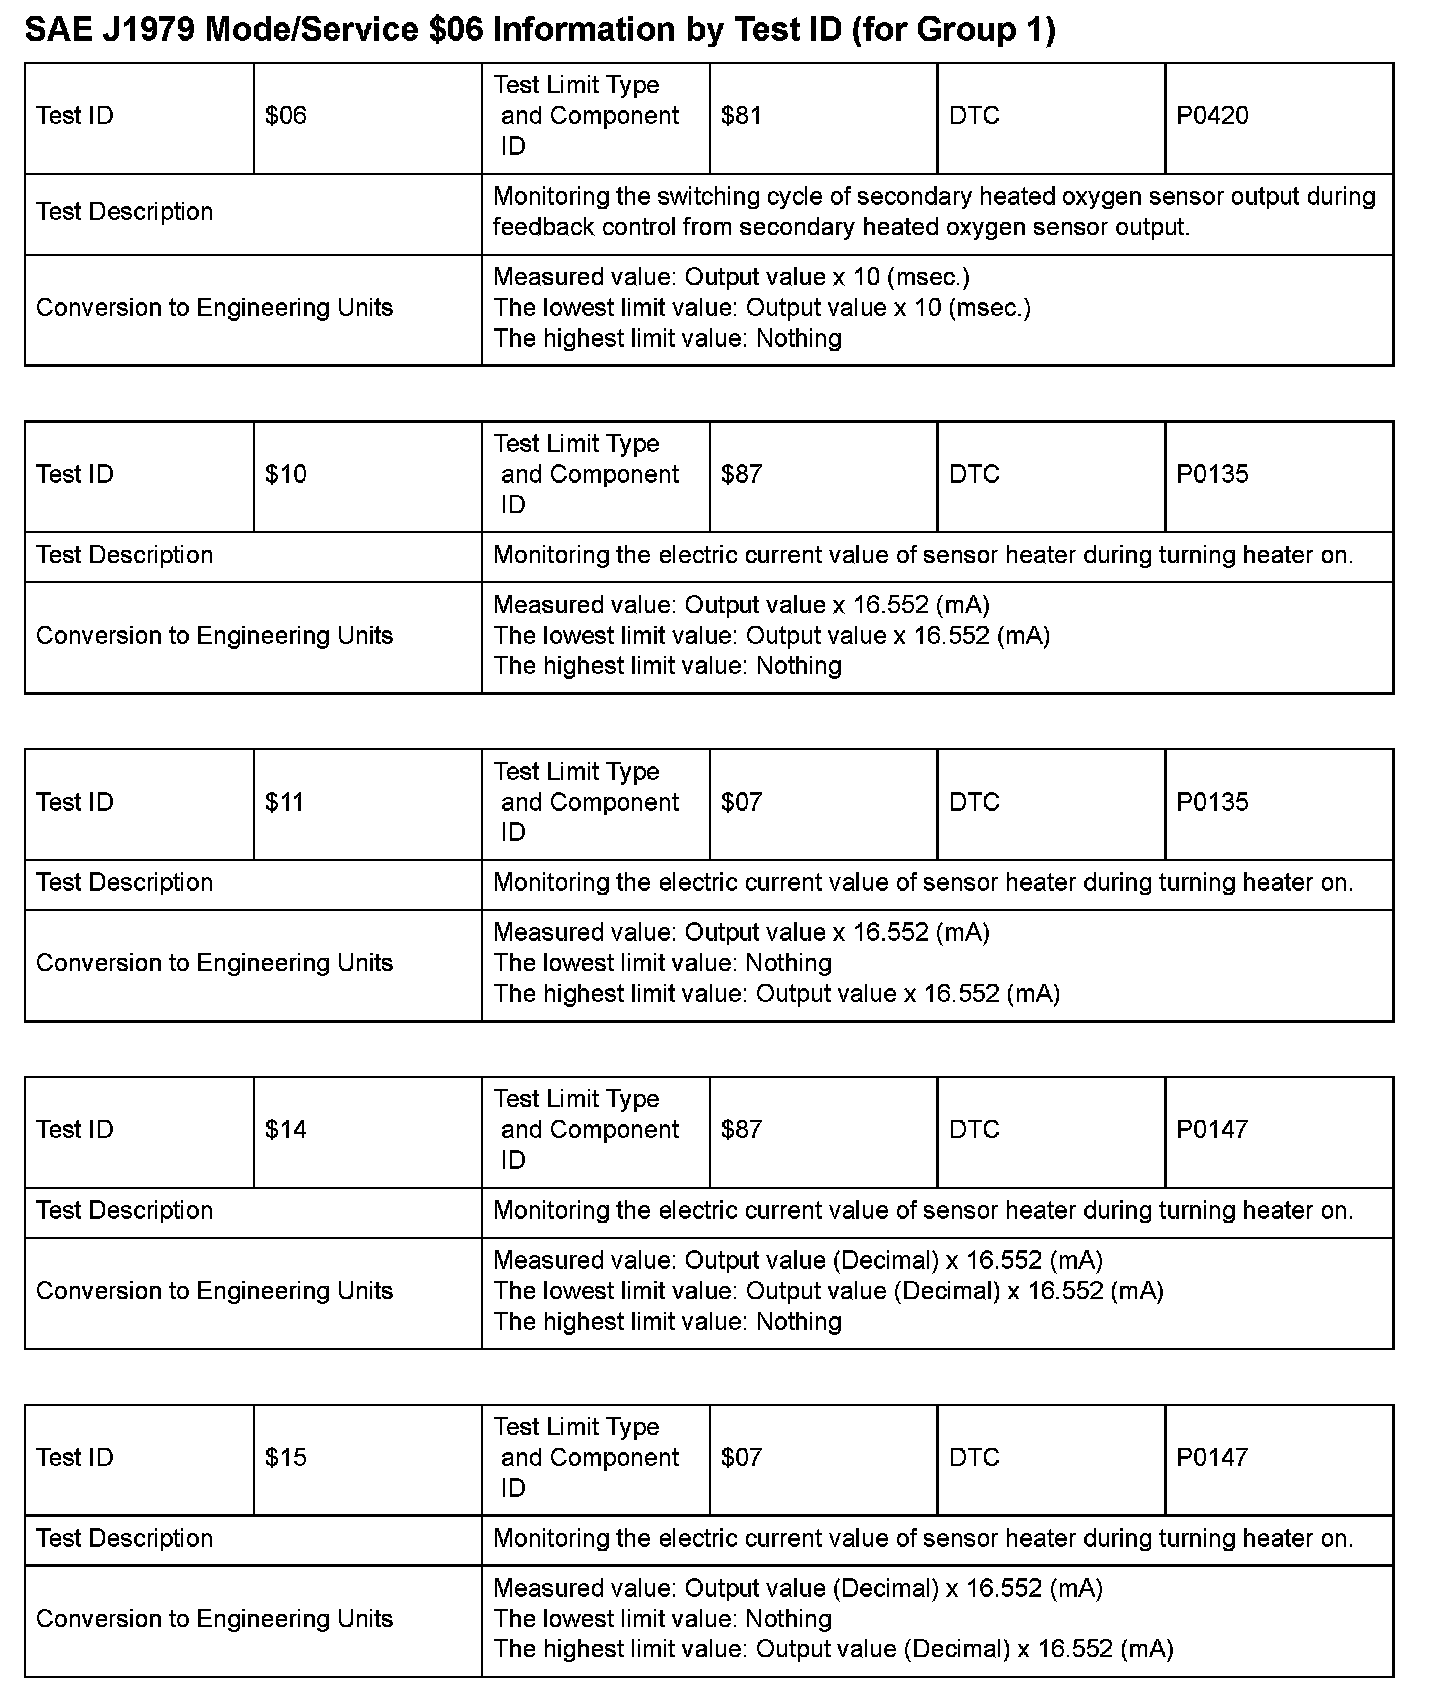 SAE J1979 Mode/Service $06 Information by Test ID (for Group 1)
Test ID
$06
Test Limit Type
and Component
ID
$81
DTC
P0420
Test Description
Monitoring the switching cycle of secondary heated oxygen sensor output during
feedback control from secondary heated oxygen sensor output.
Conversion to Engineering Units
Measured value: Output value x 10 (msec.)
The lowest limit value: Output value x 10 (msec.)
The highest limit value: Nothing
Test ID
$10
Test Limit Type
and Component
ID
$87
DTC
P0135
Test Description
Monitoring the electric current value of sensor heater during turning heater on.
Conversion to Engineering Units
Measured value: Output value x 16.552 (mA)
The lowest limit value: Output value x 16.552 (mA)
The highest limit value: Nothing
Test ID
$11
Test Limit Type
and Component
ID
$07
DTC
P0135
Test Description
Monitoring the electric current value of sensor heater during turning heater on.
Conversion to Engineering Units
Measured value: Output value x 16.552 (mA)
The lowest limit value: Nothing
The highest limit value: Output value x 16.552 (mA)
Test ID
$14
Test Limit Type
and Component
ID
$87
DTC
P0147
Test Description
Monitoring the electric current value of sensor heater during turning heater on.
Conversion to Engineering Units
Measured value: Output value (Decimal) x 16.552 (mA)
The lowest limit value: Output value (Decimal) x 16.552 (mA)
The highest limit value: Nothing
Test ID
$15
Test Limit Type
and Component
ID
$07
DTC
P0147
Test Description
Monitoring the electric current value of sensor heater during turning heater on.
Conversion to Engineering Units
Measured value: Output value (Decimal) x 16.552 (mA)
The lowest limit value: Nothing
The highest limit value: Output value (Decimal) x 16.552 (mA)